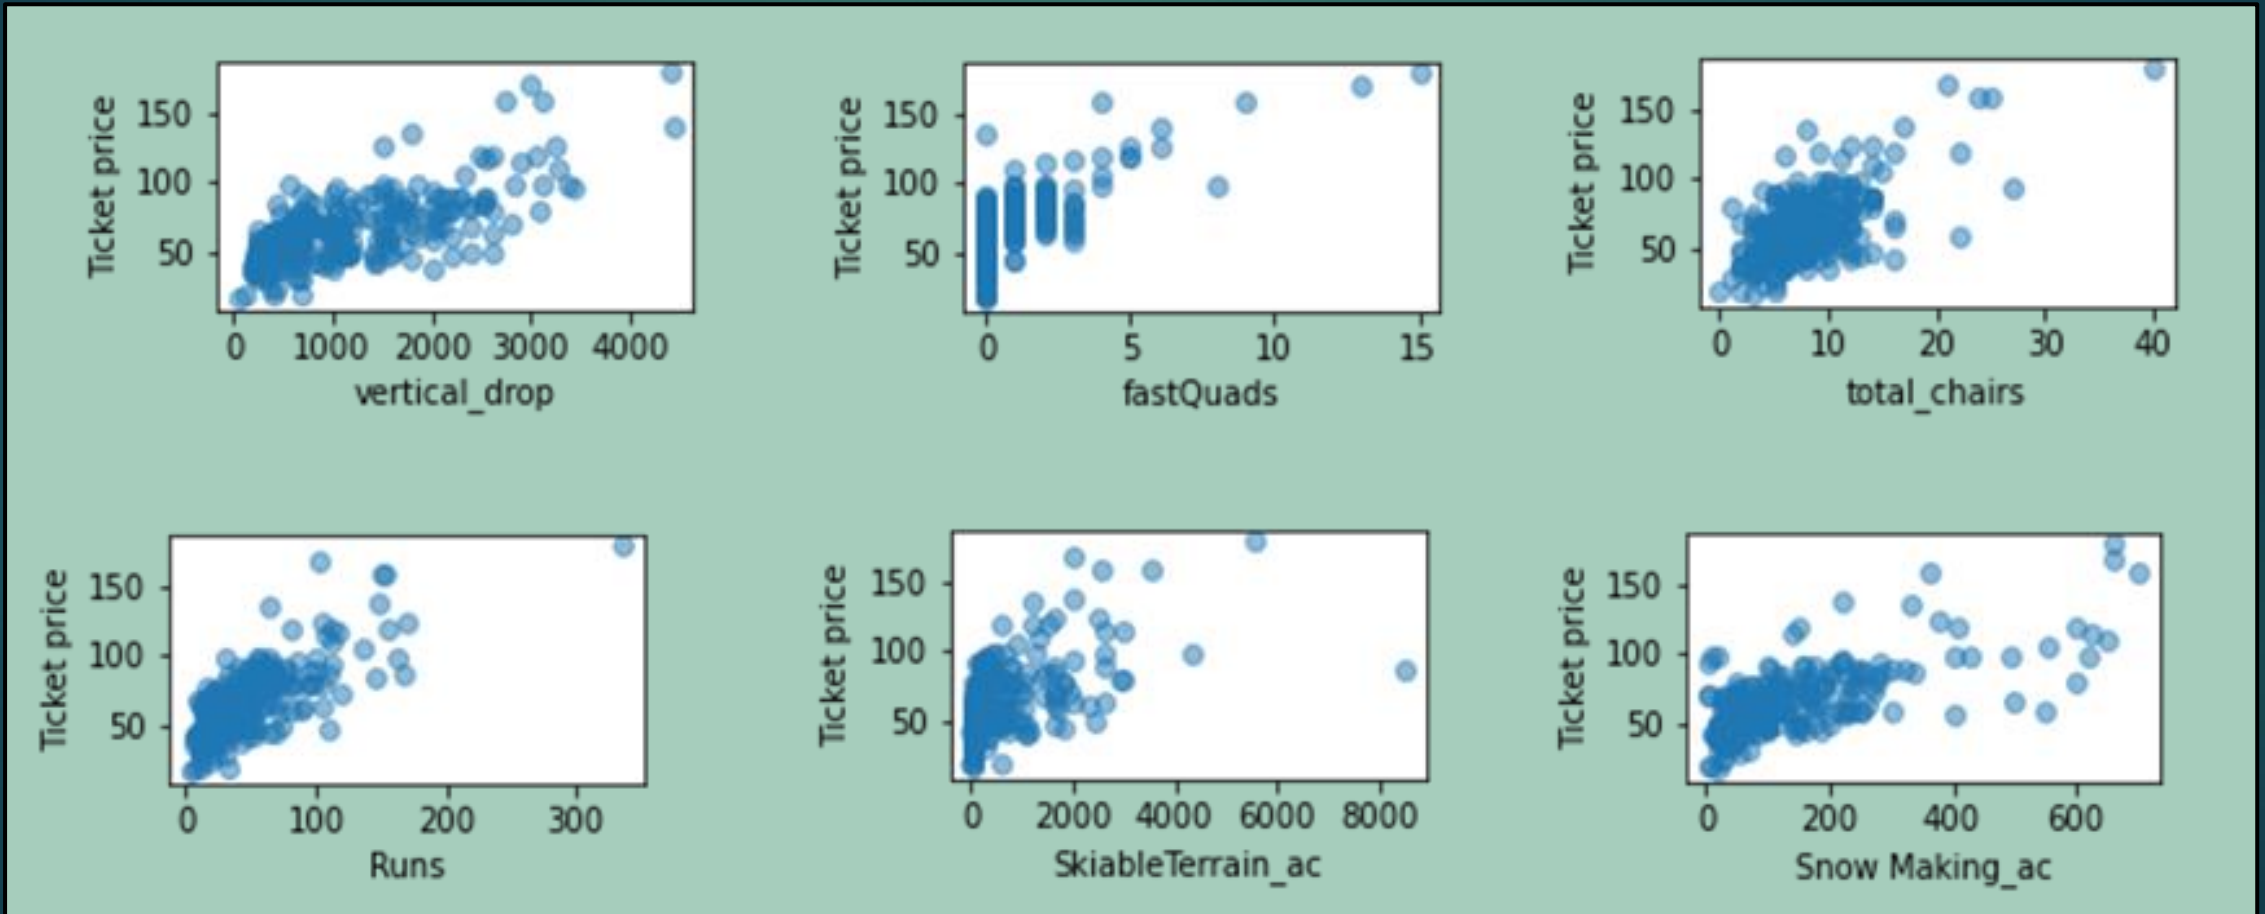 Ticket price
150
100
50
0 1000 2000 3000 4000
vertical_drop
Ticket price
150
100
50
0 5 10 15
fastQuads
Ticket price
150
100
50
0 10 20 30 40
total_chairs
Ticket price
150
100
50
0 100 200 300
Runs
Ticket price
150
100
50
0 2000 4000 6000 8000
SkiableTerrain_ac
Ticket price
150
100
50
0 200 400 600
Snow Making_ac